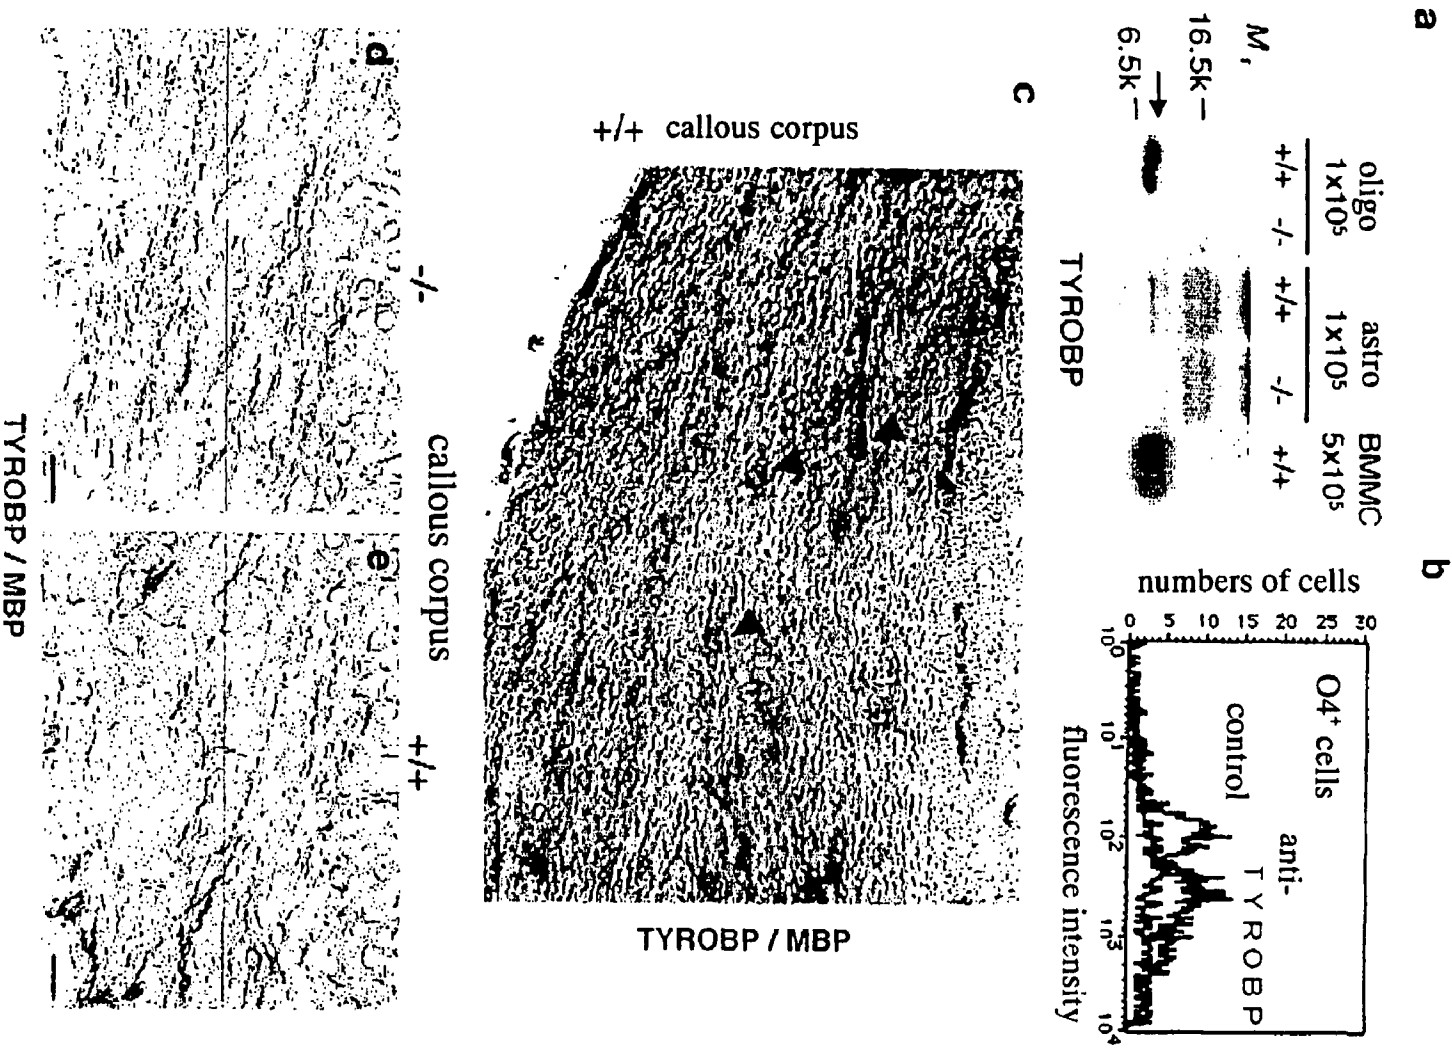 a
oligo
1x10⁵
astro
1x10⁵
BMMC
5x10⁵
+/+ -/- +/+ -/- +/+
Mr
16.5k
6.5k
TYROBP
b
numbers of cells
30
25
20
15
10
5
0
O4⁺ cells
control
anti-
TYROBP
10⁰ 10¹ 10² 10³ 10⁴
fluorescence intensity
c
+/+ callous corpus
TYROBP / MBP
callous corpus
-/- +/+
d
e
TYROBP / MBP